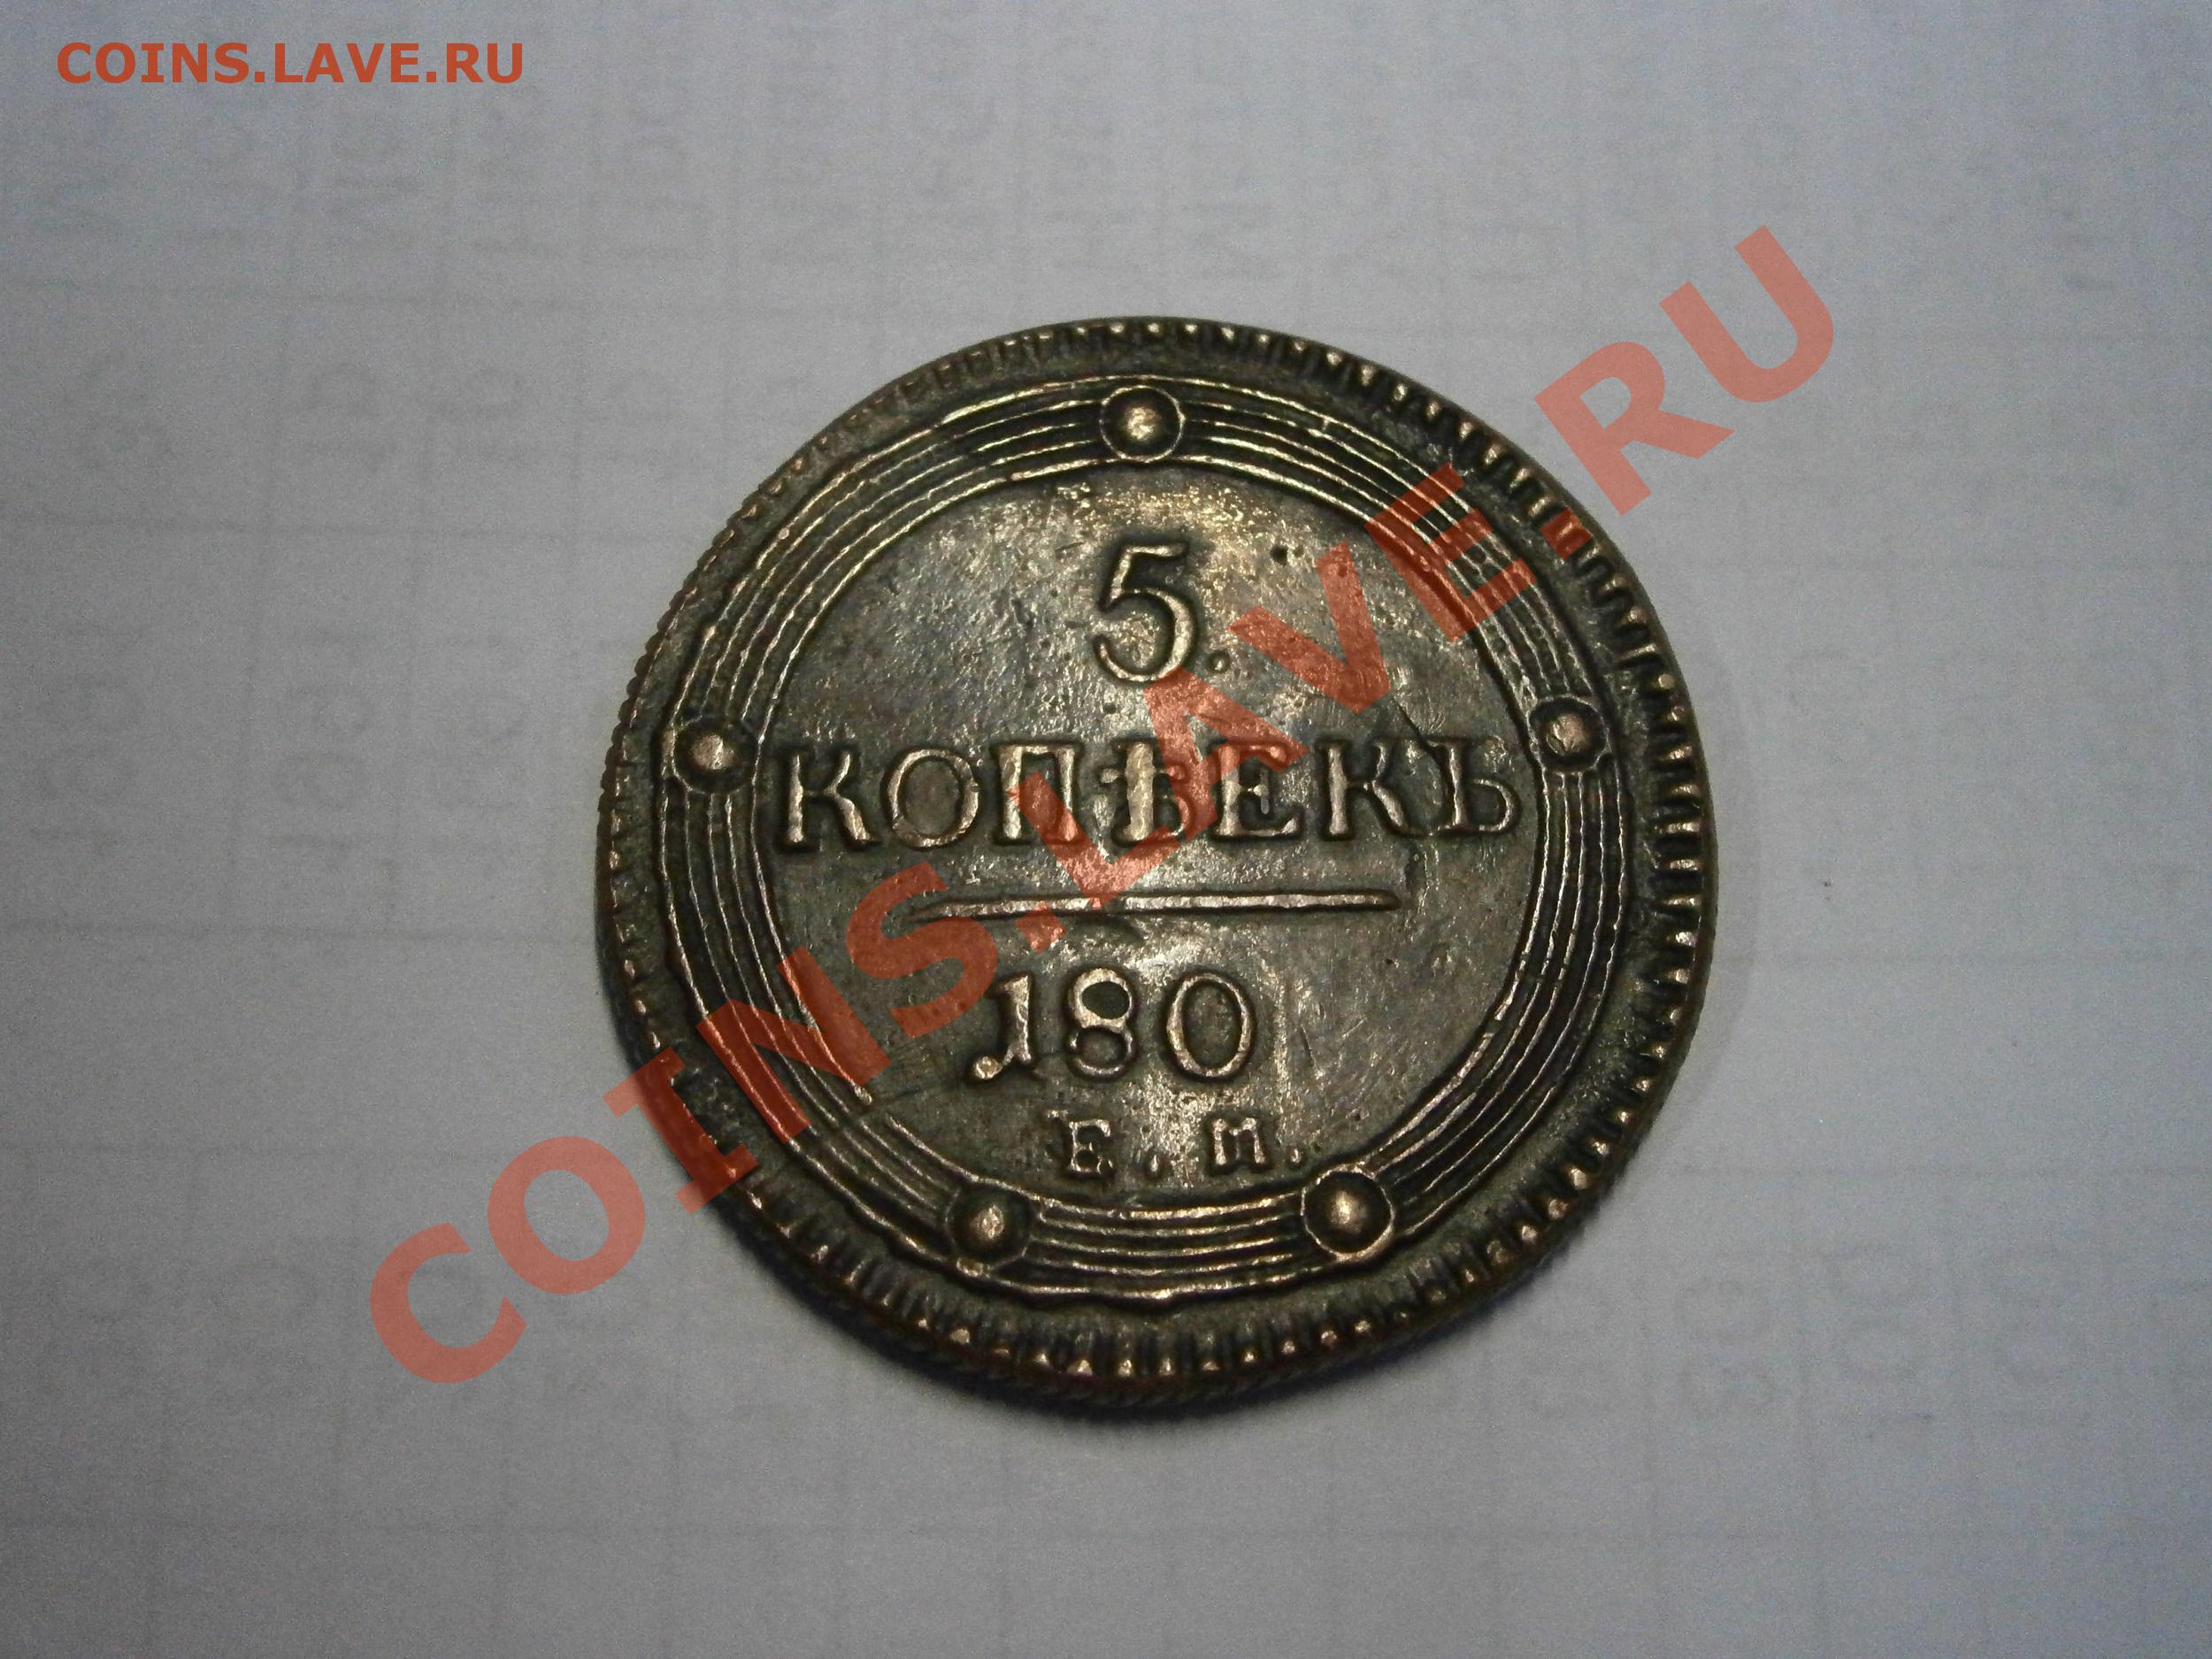 COINS.LAVE.RU
5.
КОПѢЕКЪ
180
Е. М.
COINS.LAVE.RU